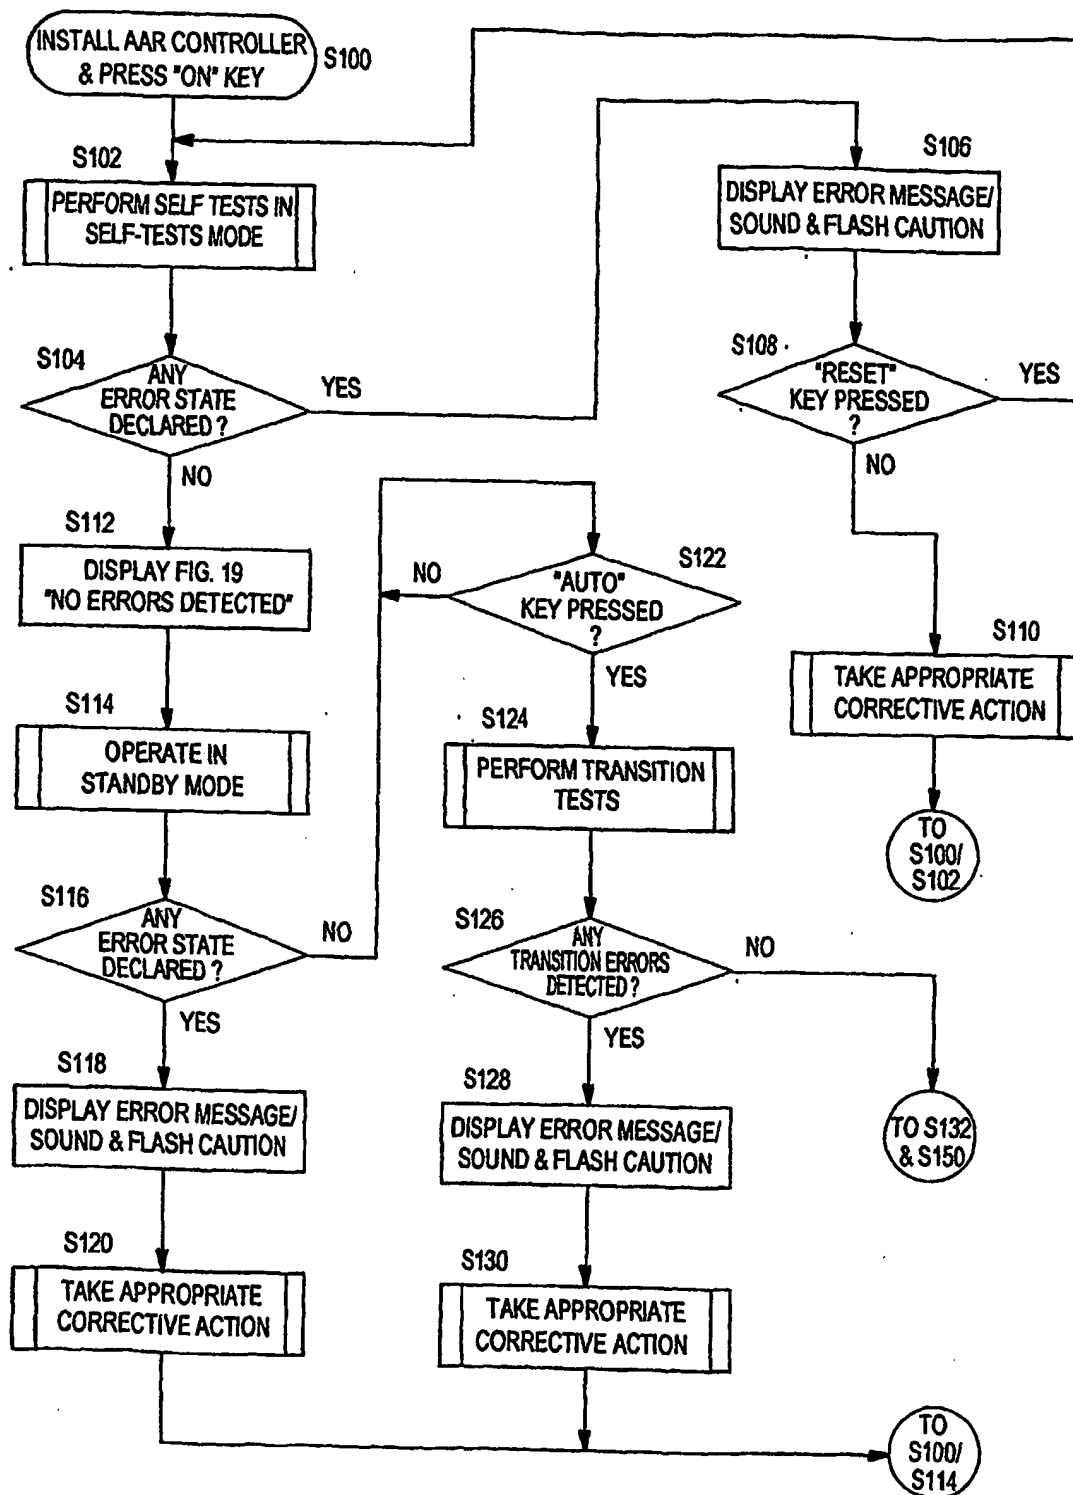 INSTALL AAR CONTROLLER
& PRESS "ON" KEY
S100
S102
PERFORM SELF TESTS IN
SELF-TESTS MODE
S104
ANY
ERROR STATE
DECLARED ?
YES
NO
S106
DISPLAY ERROR MESSAGE/
SOUND & FLASH CAUTION
S108
"RESET"
KEY PRESSED
?
YES
NO
S110
TAKE APPROPRIATE
CORRECTIVE ACTION
TO
S100/
S102
S112
DISPLAY FIG. 19
"NO ERRORS DETECTED"
S114
OPERATE IN
STANDBY MODE
S116
ANY
ERROR STATE
DECLARED ?
NO
YES
S118
DISPLAY ERROR MESSAGE/
SOUND & FLASH CAUTION
S120
TAKE APPROPRIATE
CORRECTIVE ACTION
S122
NO
"AUTO"
KEY PRESSED
?
YES
S124
PERFORM TRANSITION
TESTS
S126
ANY
TRANSITION ERRORS
DETECTED ?
NO
YES
TO S132
& S150
S128
DISPLAY ERROR MESSAGE/
SOUND & FLASH CAUTION
S130
TAKE APPROPRIATE
CORRECTIVE ACTION
TO
S100/
S114